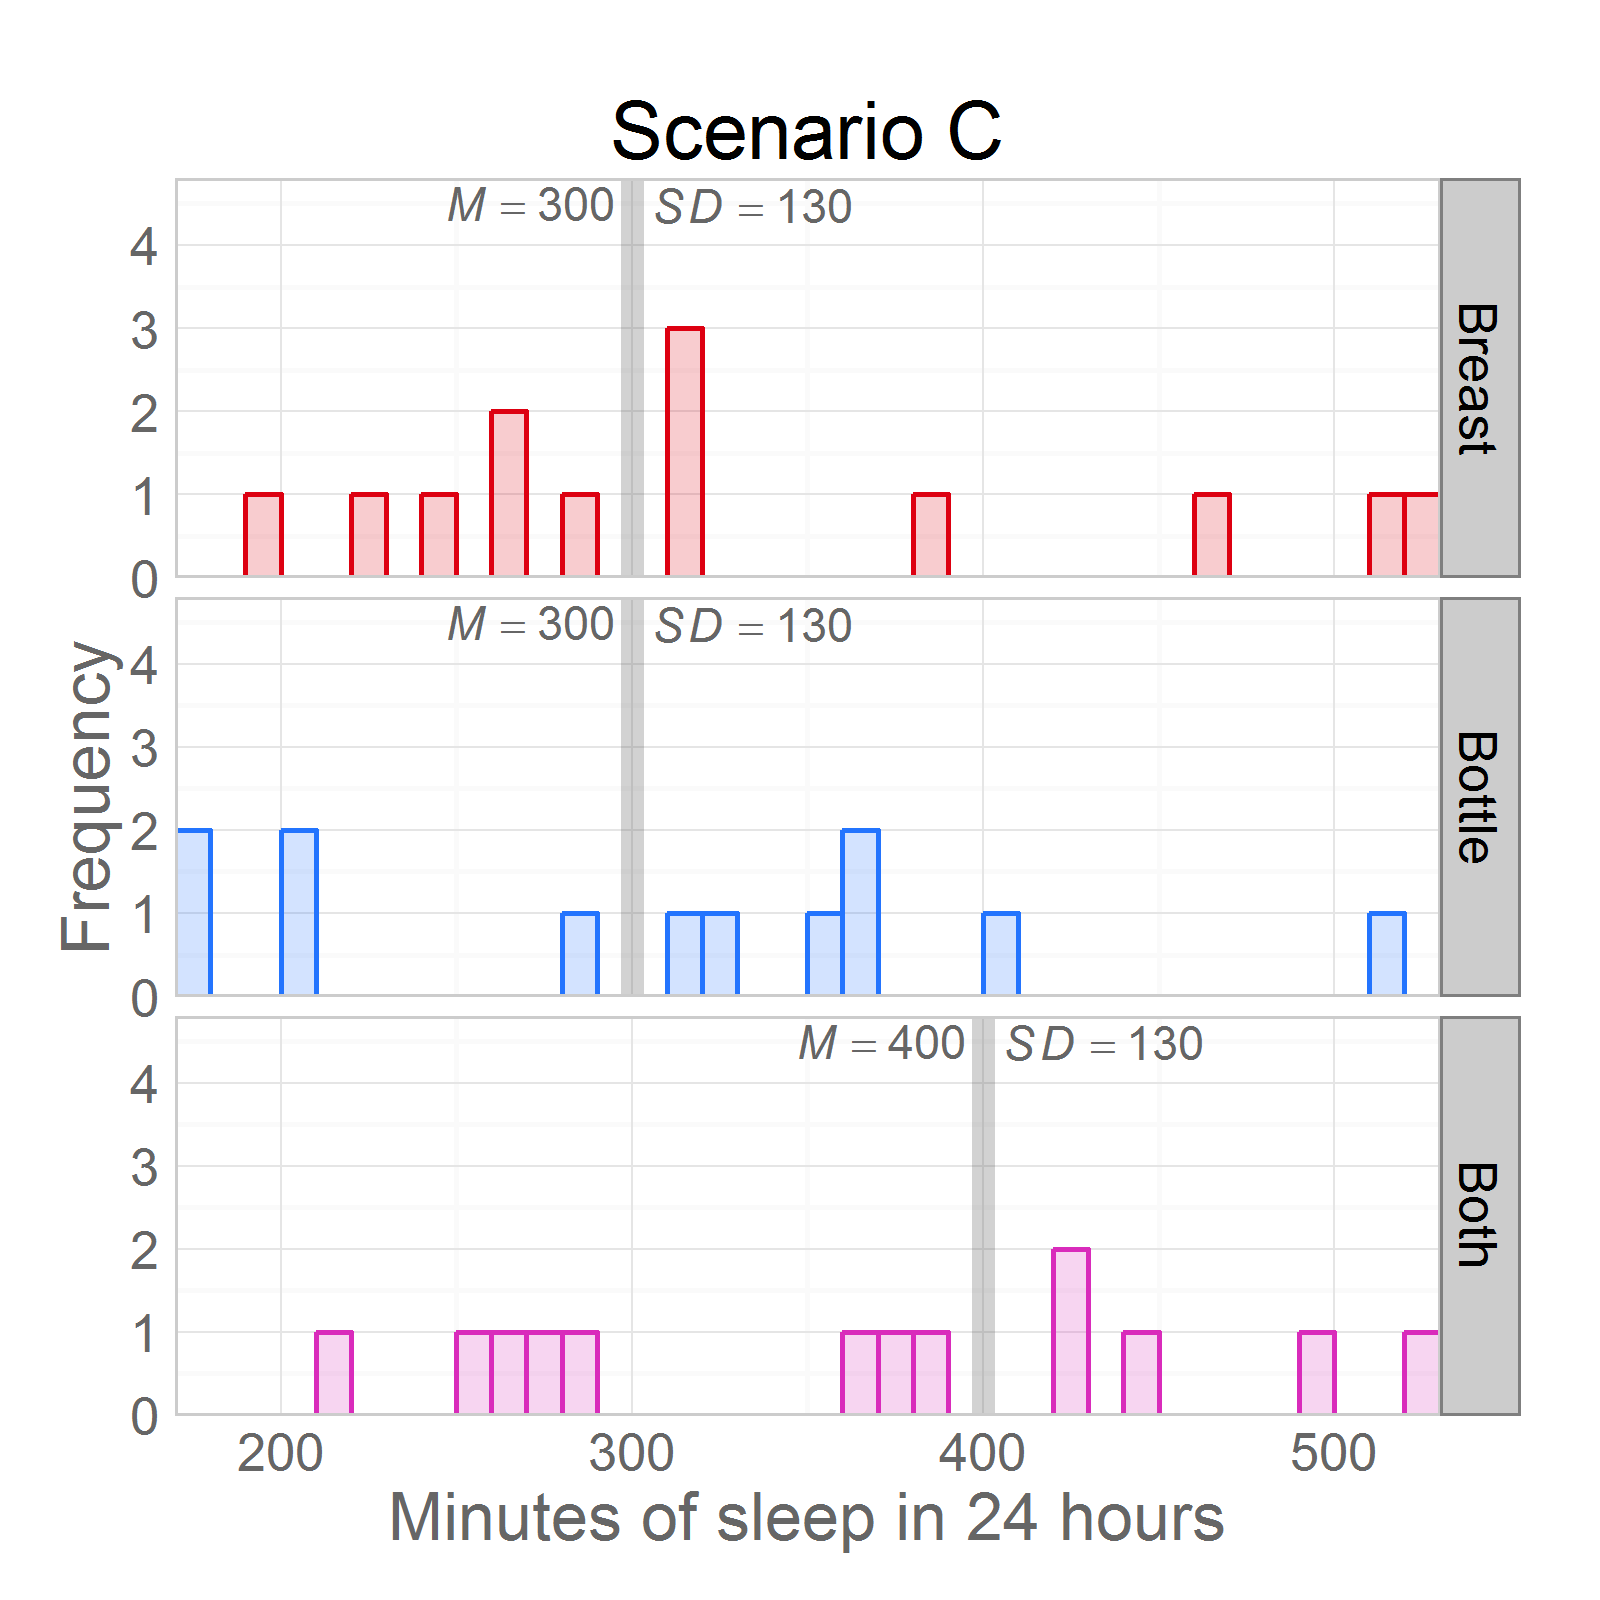 Scenario C
M = 300 SD = 130
4
3
2
1
0
Breast
M = 300 SD = 130
4
3
2
1
0
Bottle
M = 400 SD = 130
4
3
2
1
0
Both
Frequency
200 300 400 500
Minutes of sleep in 24 hours